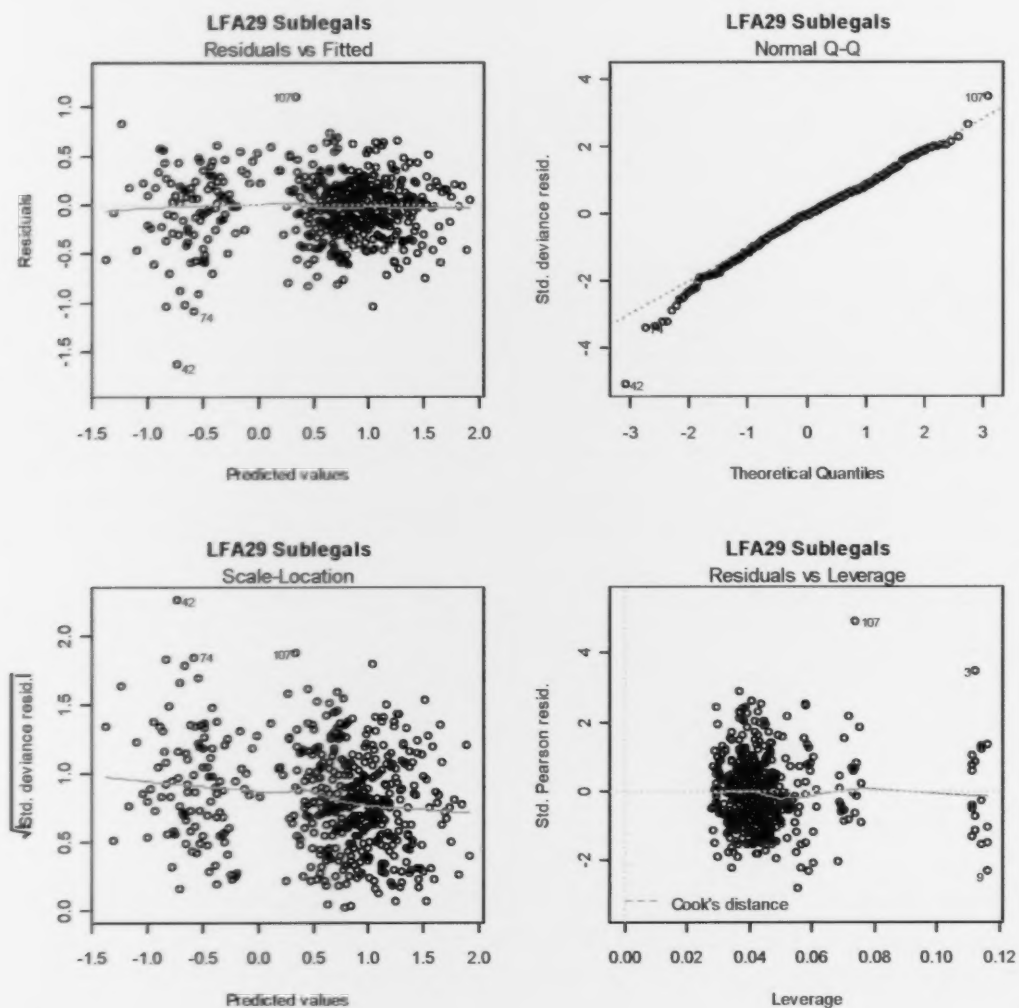 LFA29 Sublegals
Residuals vs Fitted
Residuals
1.0
0.5
0.0
-0.5
-1.0
-1.5
107
74
42
-1.5 -1.0 -0.5 0.0 0.5 1.0 1.5 2.0
Predicted values
LFA29 Sublegals
Normal Q-Q
Std. deviance resid.
4
2
0
-2
-4
107
42
-3 -2 -1 0 1 2 3
Theoretical Quantiles
LFA29 Sublegals
Scale-Location
√|Std. deviance resid.|
2.0
1.5
1.0
0.5
0.0
42
74
107
-1.5 -1.0 -0.5 0.0 0.5 1.0 1.5 2.0
Predicted values
LFA29 Sublegals
Residuals vs Leverage
Std. Pearson resid.
4
2
0
-2
107
3
9
Cook's distance
0.00 0.02 0.04 0.06 0.08 0.10 0.12
Leverage